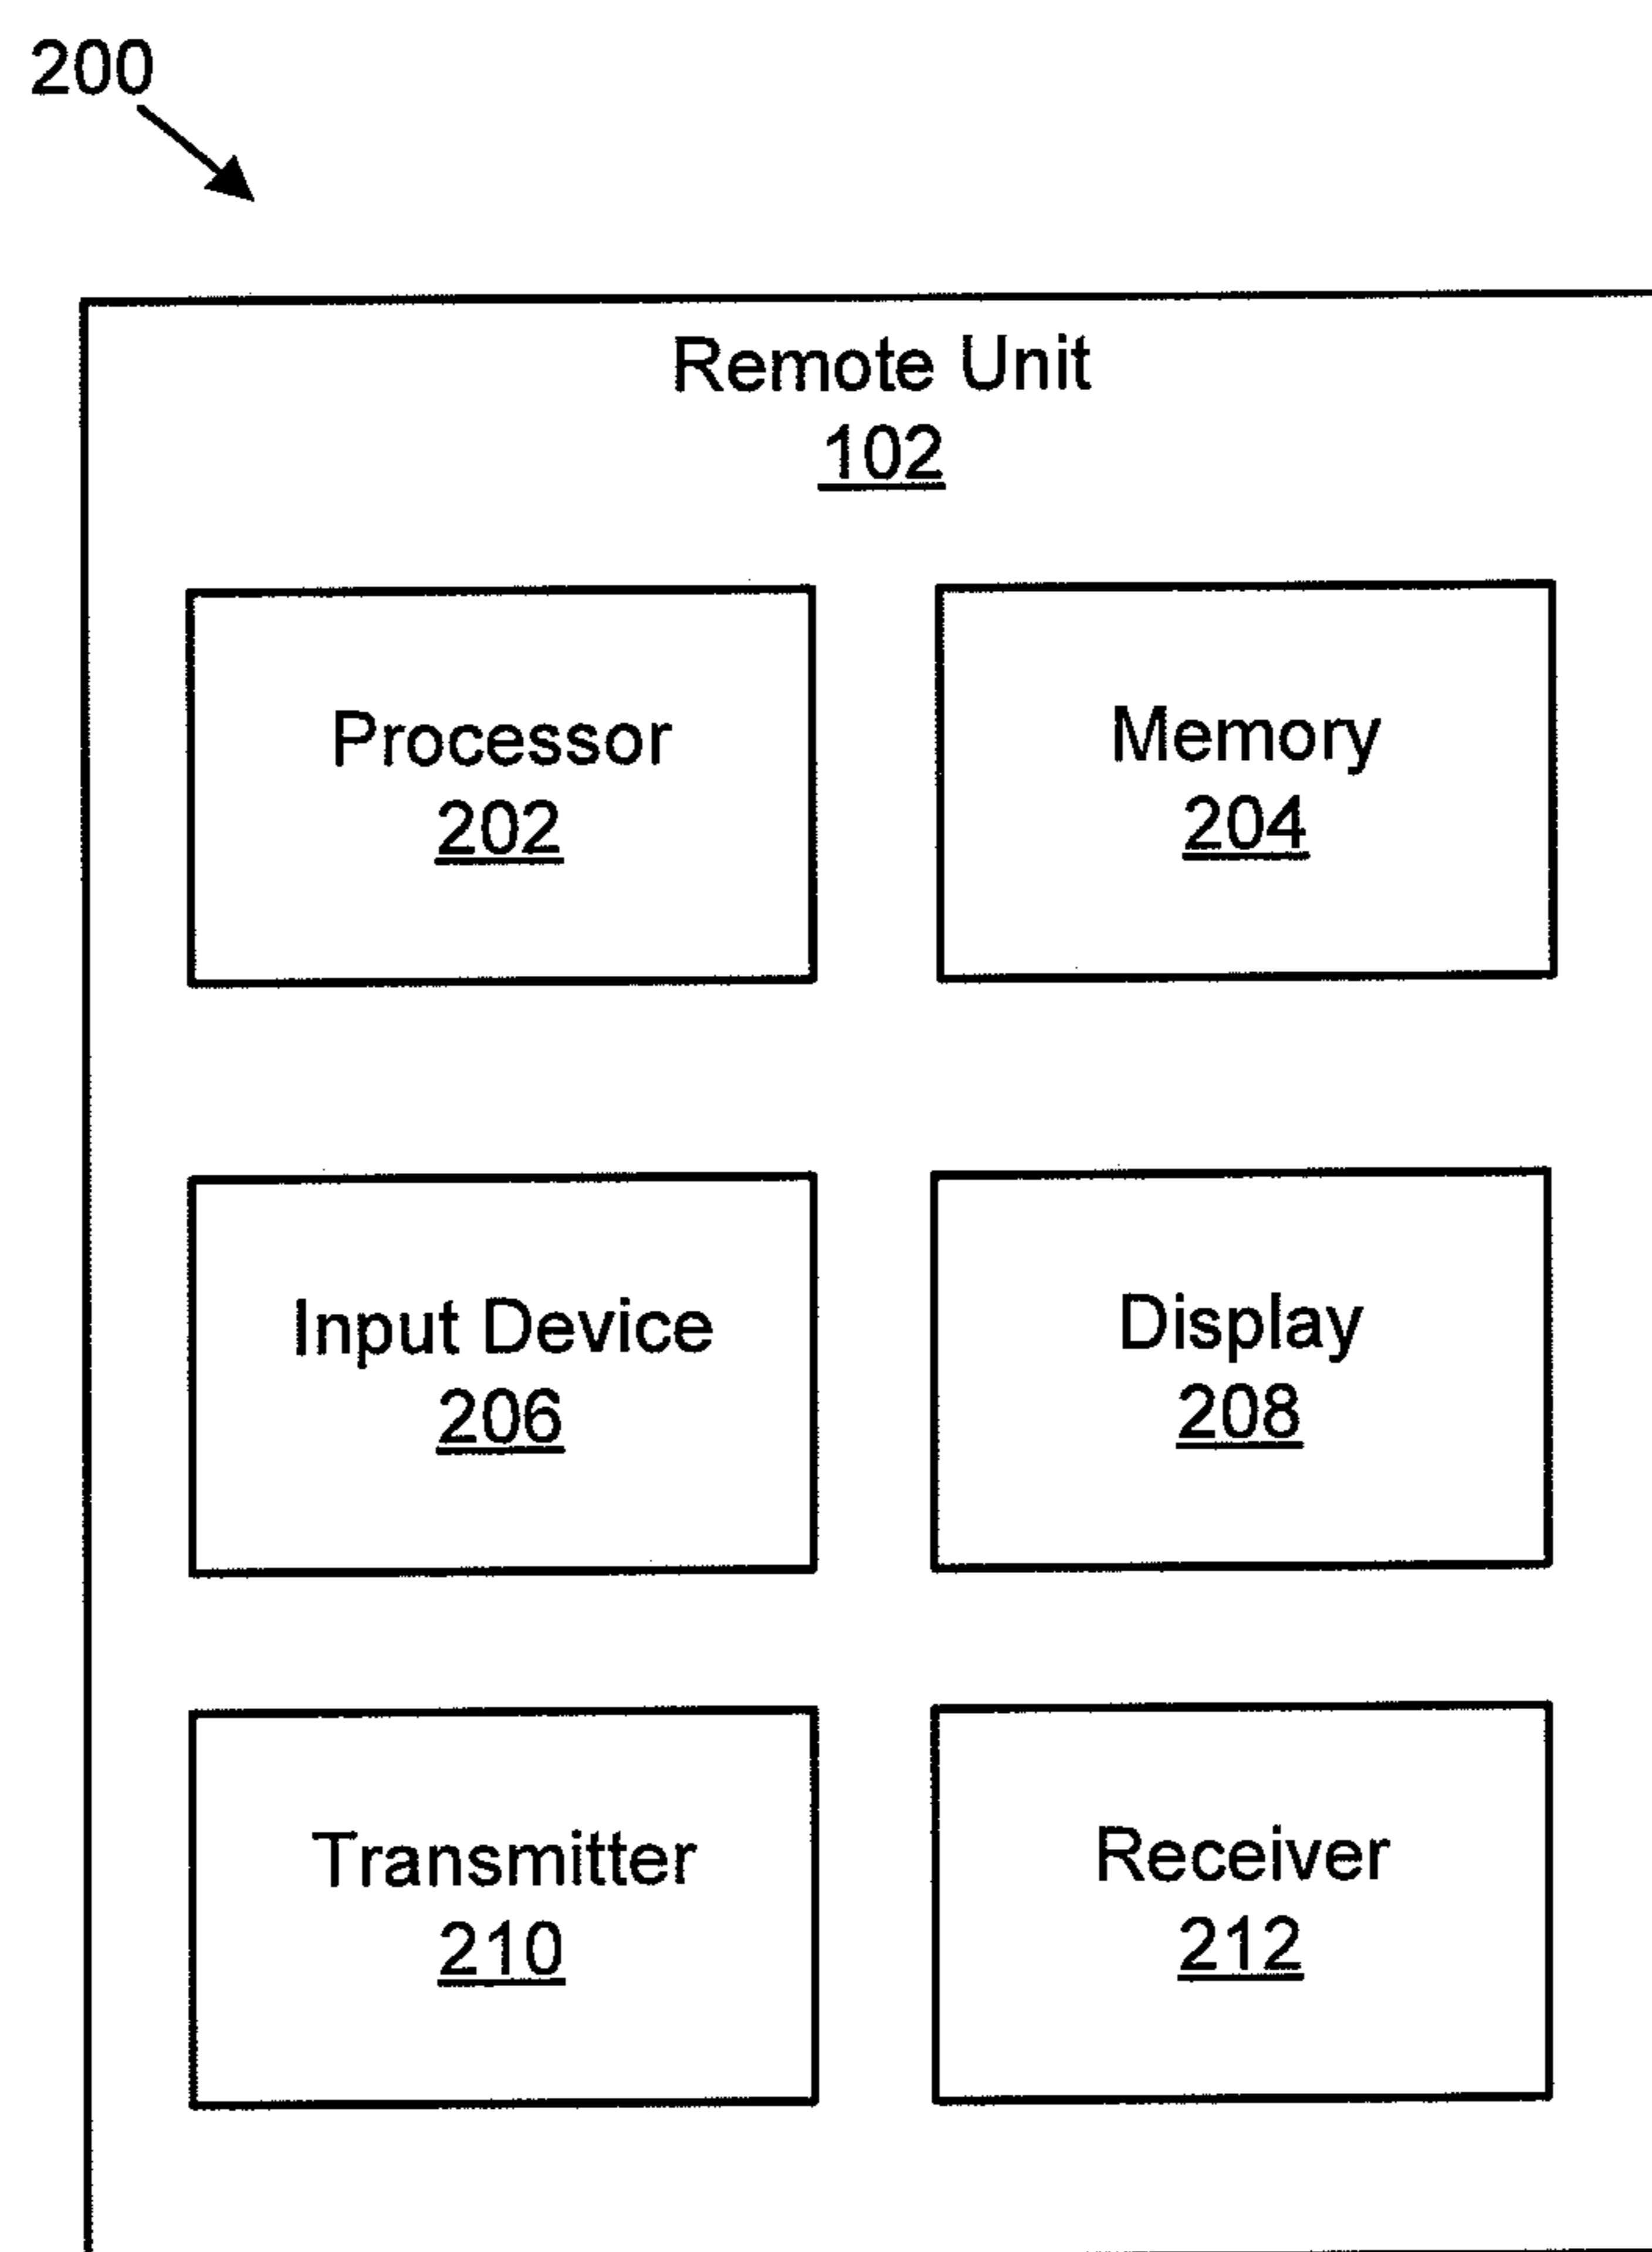 200
Remote Unit
102
Processor
202
Memory
204
Input Device
206
Display
208
Transmitter
210
Receiver
212